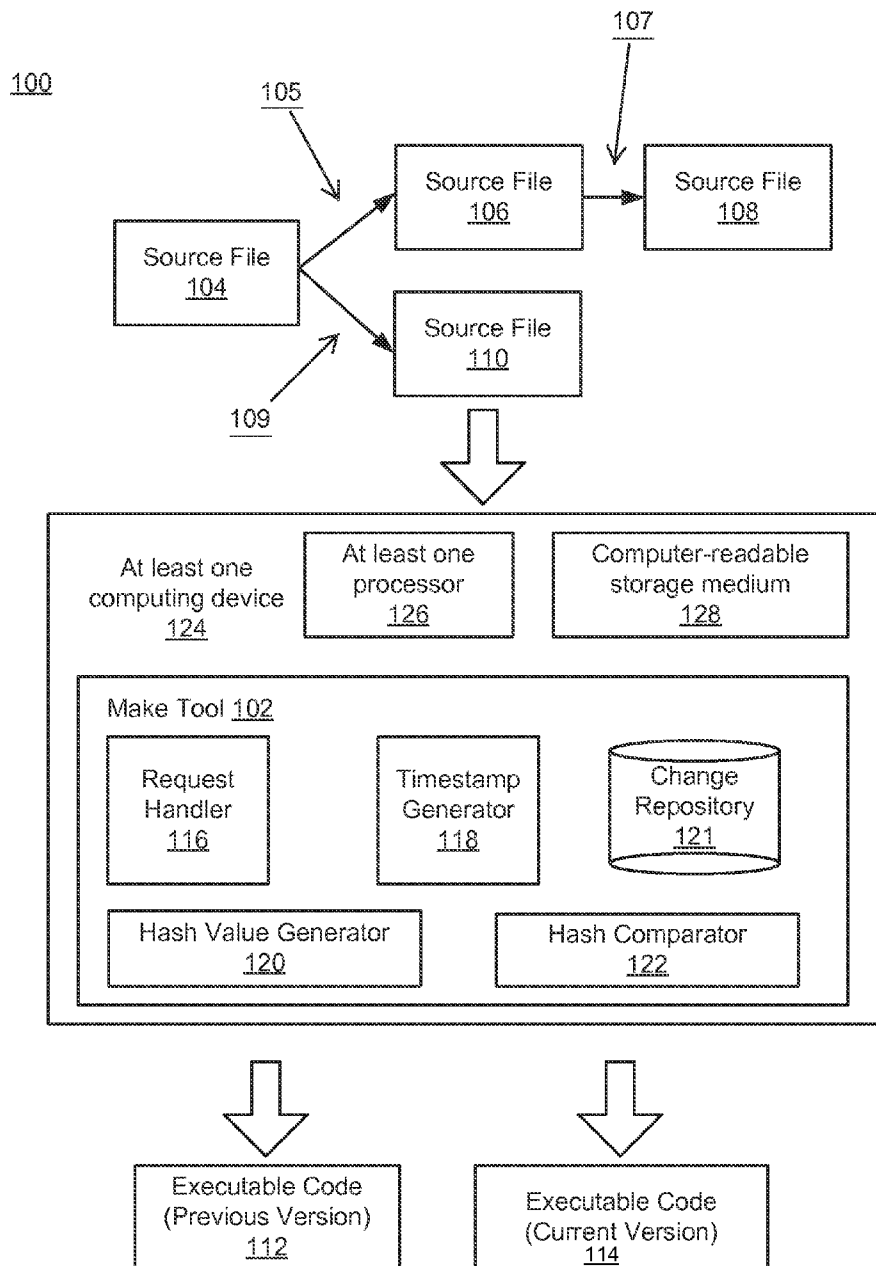 107
100
105
Source File
106
Source File
108
Source File
104
Source File
110
109
At least one
computing device
124
At least one
processor
126
Computer-readable
storage medium
128
Make Tool 102
Request
Handler
116
Timestamp
Generator
118
Change
Repository
121
Hash Value Generator
120
Hash Comparator
122
Executable Code
(Previous Version)
112
Executable Code
(Current Version)
114